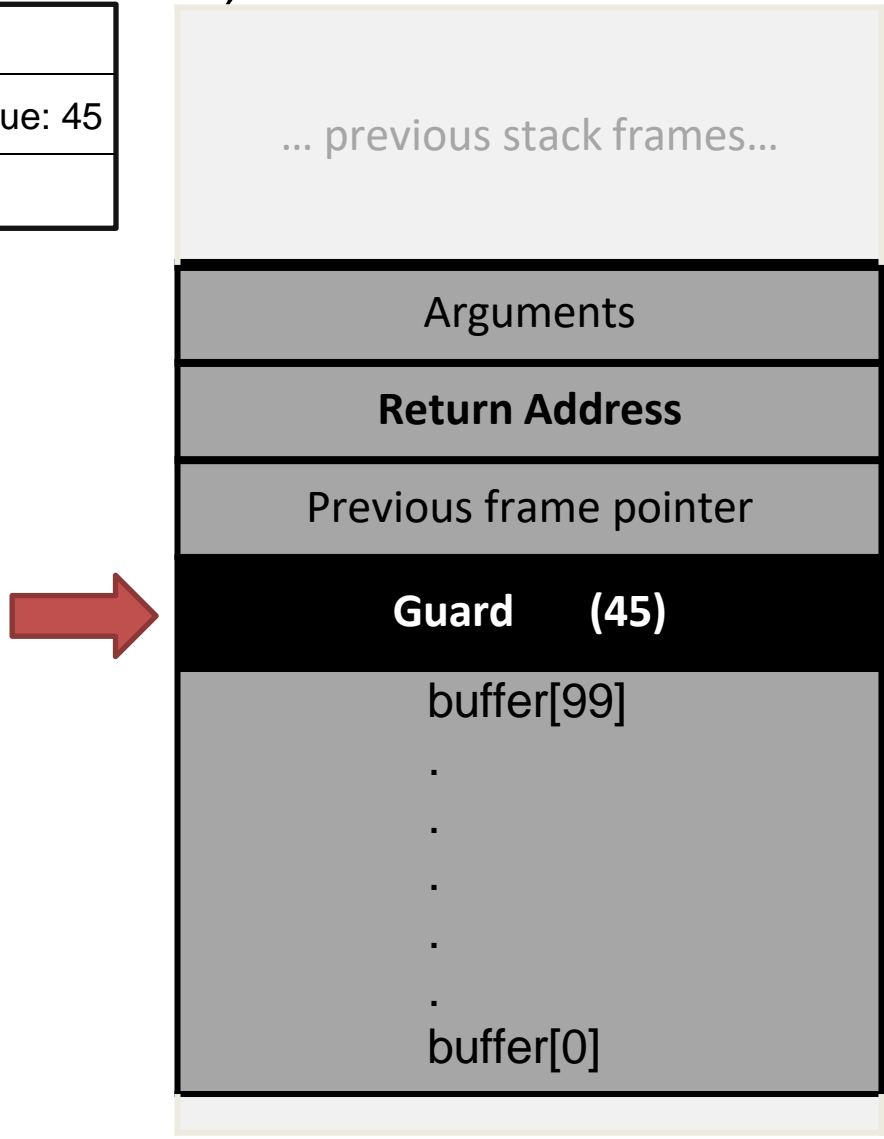 ue: 45
... previous stack frames...
Arguments
Return Address
Previous frame pointer
Guard (45)
buffer[99]
.
.
.
.
.
buffer[0]